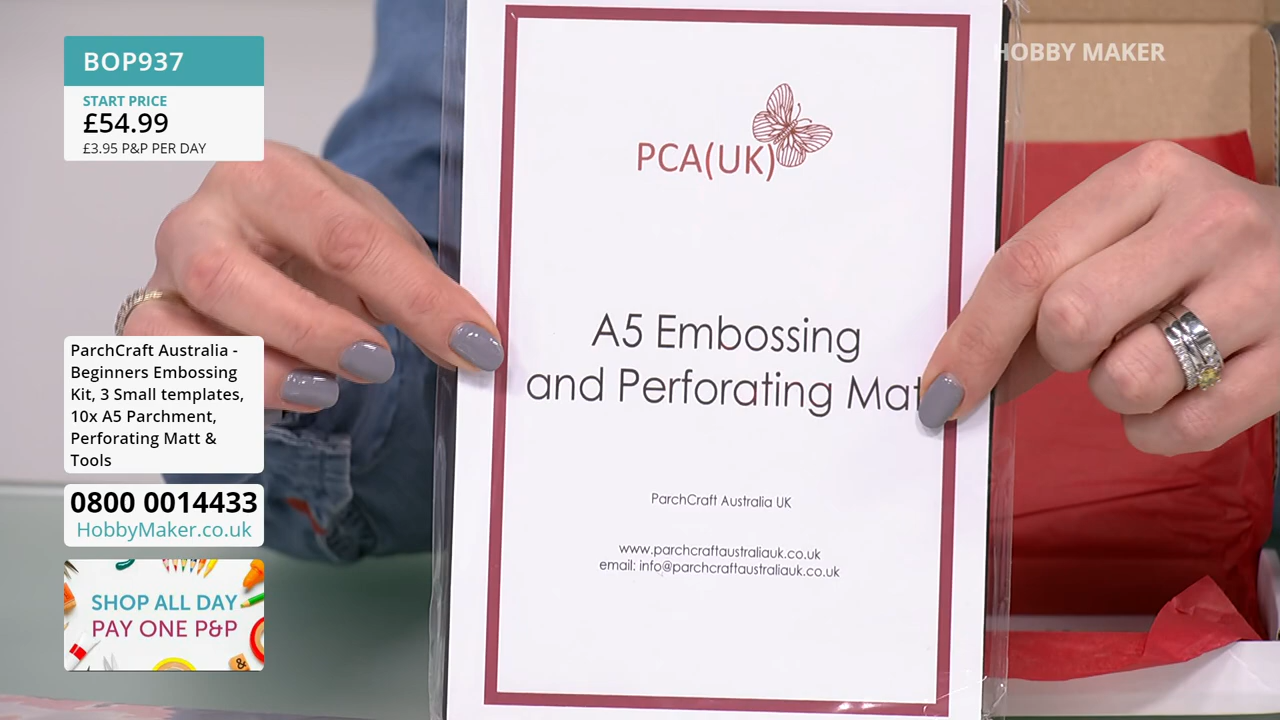 BOP937
START PRICE
£54.99
£3.95 P&P PER DAY
ParchCraft Australia -
Beginners Embossing
Kit, 3 Small templates,
10x A5 Parchment,
Perforating Matt &
Tools
0800 0014433
HobbyMaker.co.uk
SHOP ALL DAY
PAY ONE P&P
HOBBY MAKER
PCA(UK)
A5 Embossing
and Perforating Mat
ParchCraft Australia UK
www.parchcraftaustraliauk.co.uk
email: info@parchcraftaustraliauk.co.uk